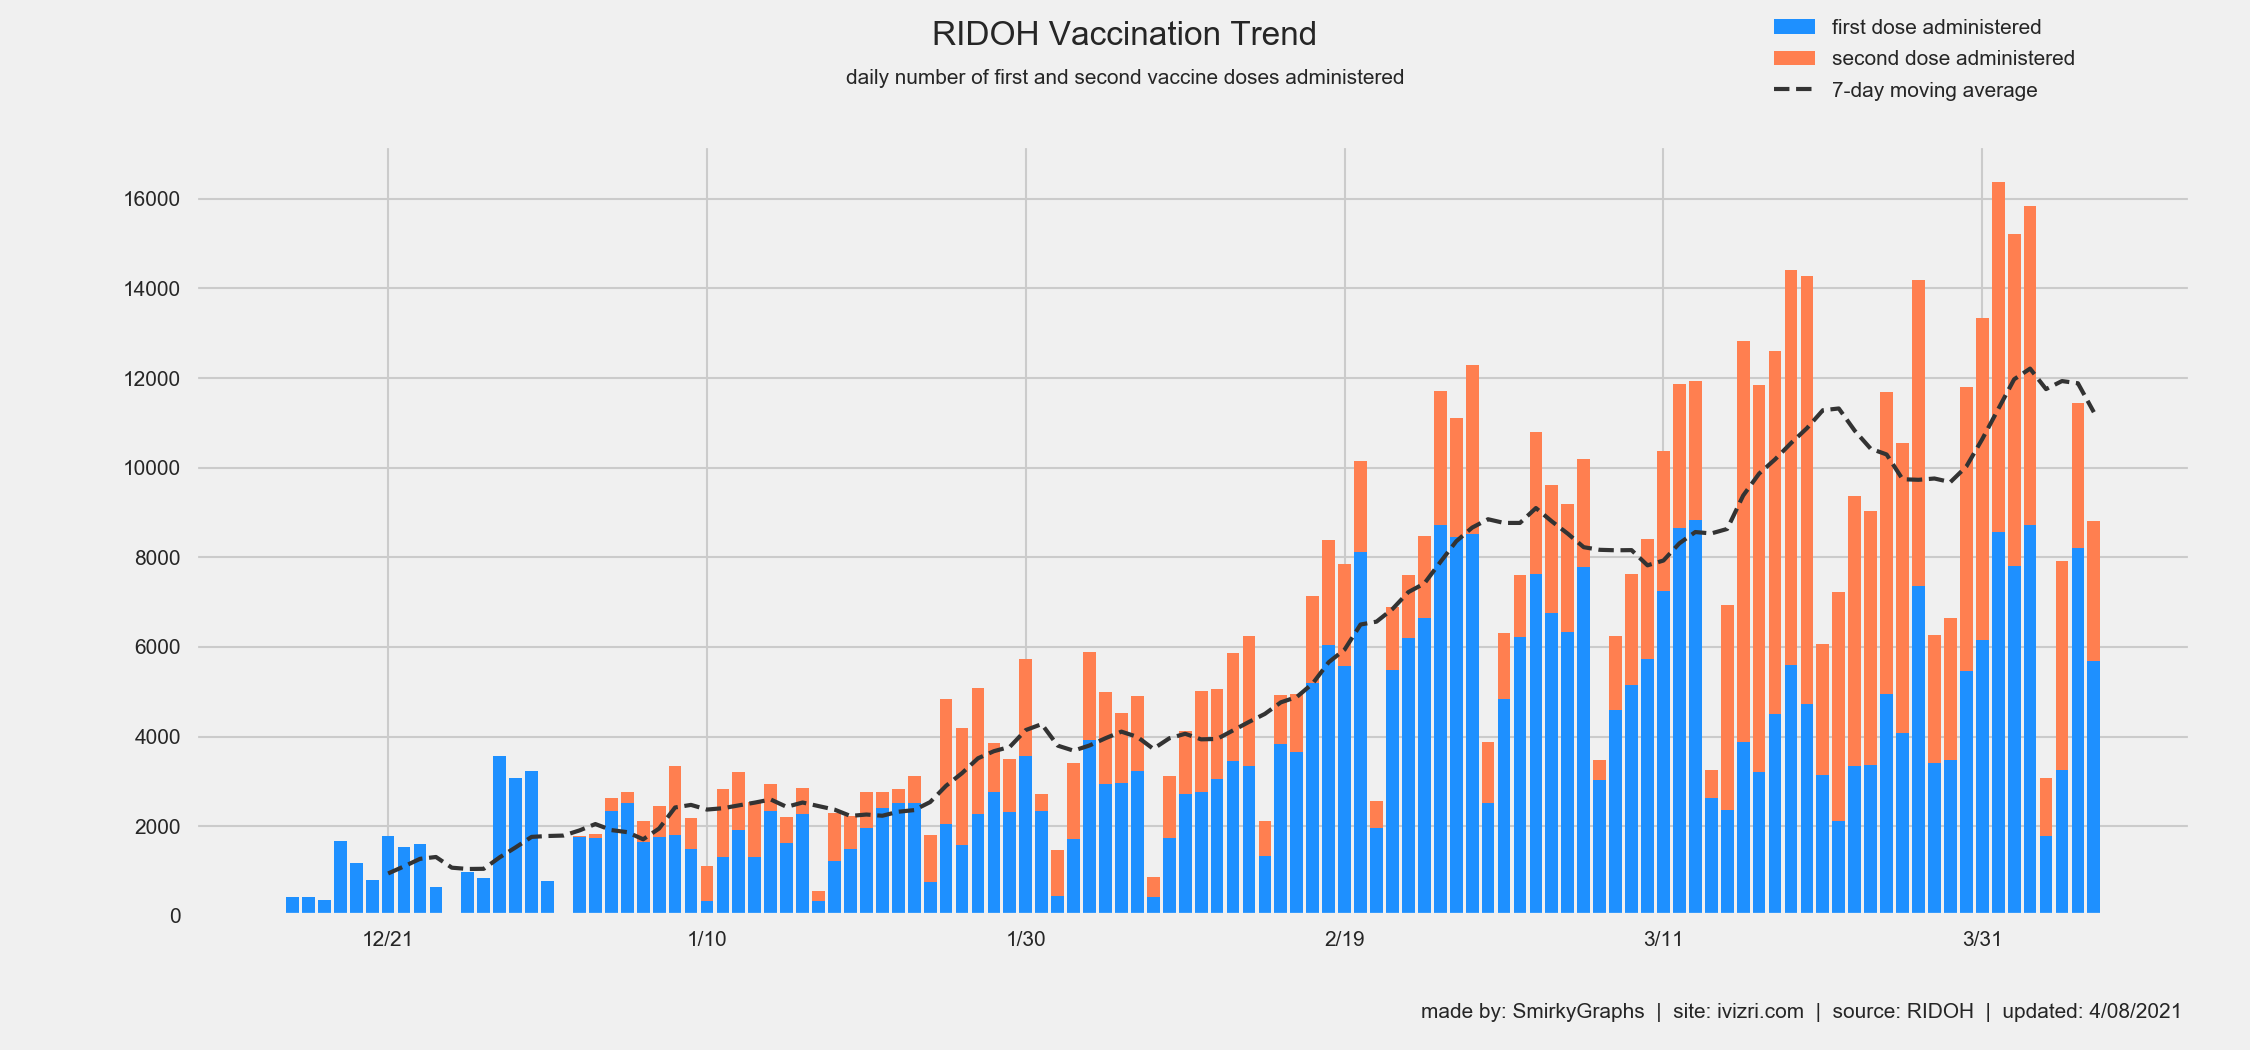 RIDOH Vaccination Trend
daily number of first and second vaccine doses administered
first dose administered
second dose administered
7-day moving average
16000
14000
12000
10000
8000
6000
4000
2000
0
12/21 1/10 1/30 2/19 3/11 3/31
made by: SmirkyGraphs | site: ivizri.com | source: RIDOH | updated: 4/08/2021